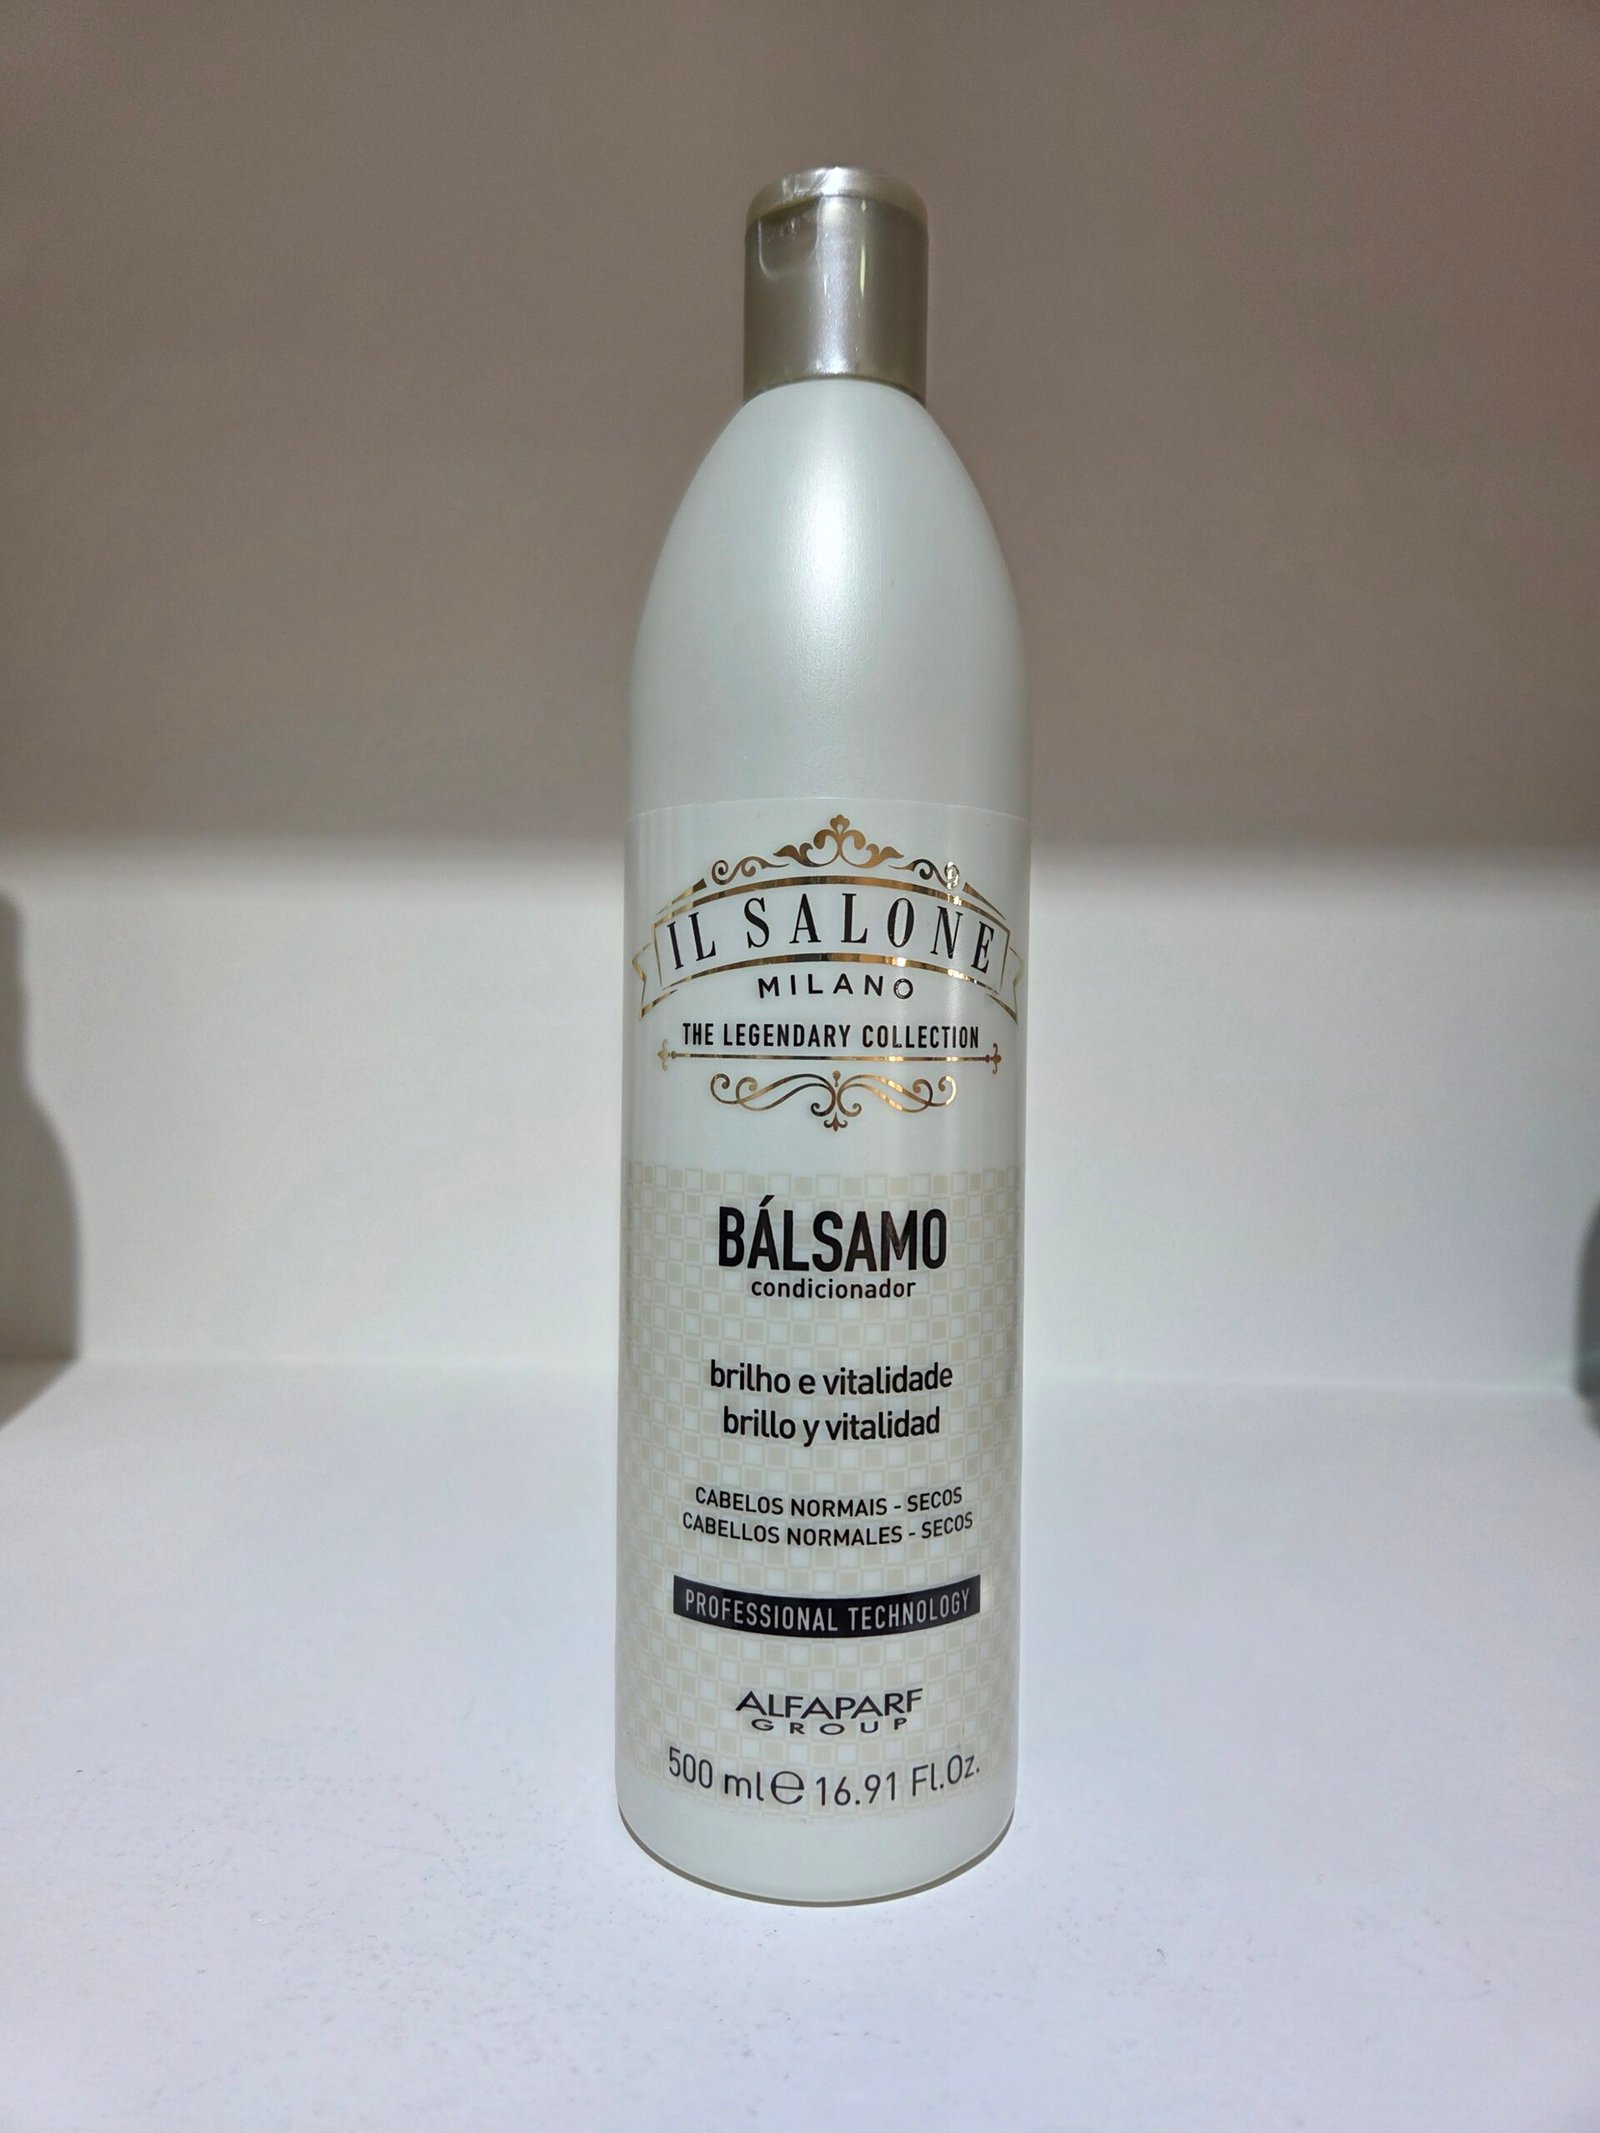 IL SALONE
MILANO
THE LEGENDARY COLLECTION
BÁLSAMO
condicionador
brilho e vitalidade
brillo y vitalidad
CABELOS NORMAIS - SECOS
CABELLOS NORMALES - SECOS
PROFESSIONAL TECHNOLOGY
ALFAPARF
GROUP
500 ml e 16.91 Fl.Oz.